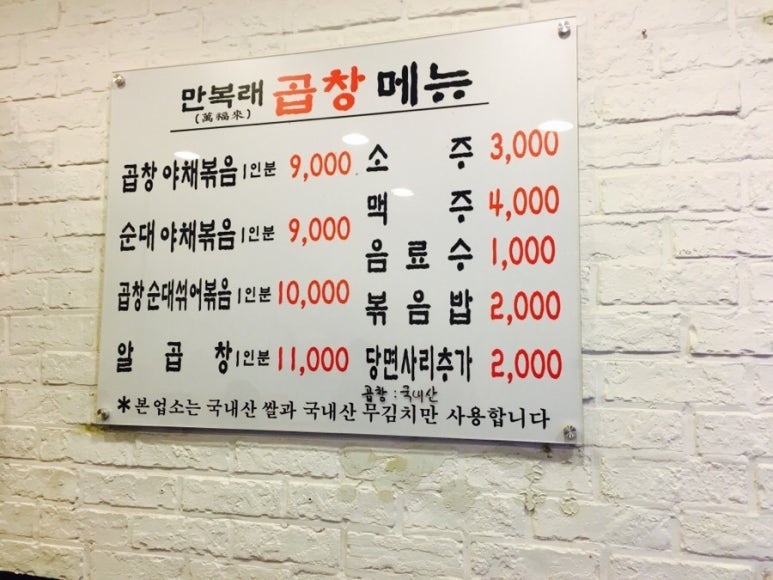 만복래 곱창 메뉴
(萬福來)
곱창 야채볶음 1인분 9,000
순대 야채볶음 1인분 9,000
곱창 순대섞어볶음 1인분 10,000
알 곱 창 1인분 11,000
소 주 3,000
맥 주 4,000
음 료 수 1,000
볶 음 밥 2,000
당면사리추가 2,000
곱창 : 국내산
*본 업소는 국내산 쌀과 국내산 무김치만 사용합니다